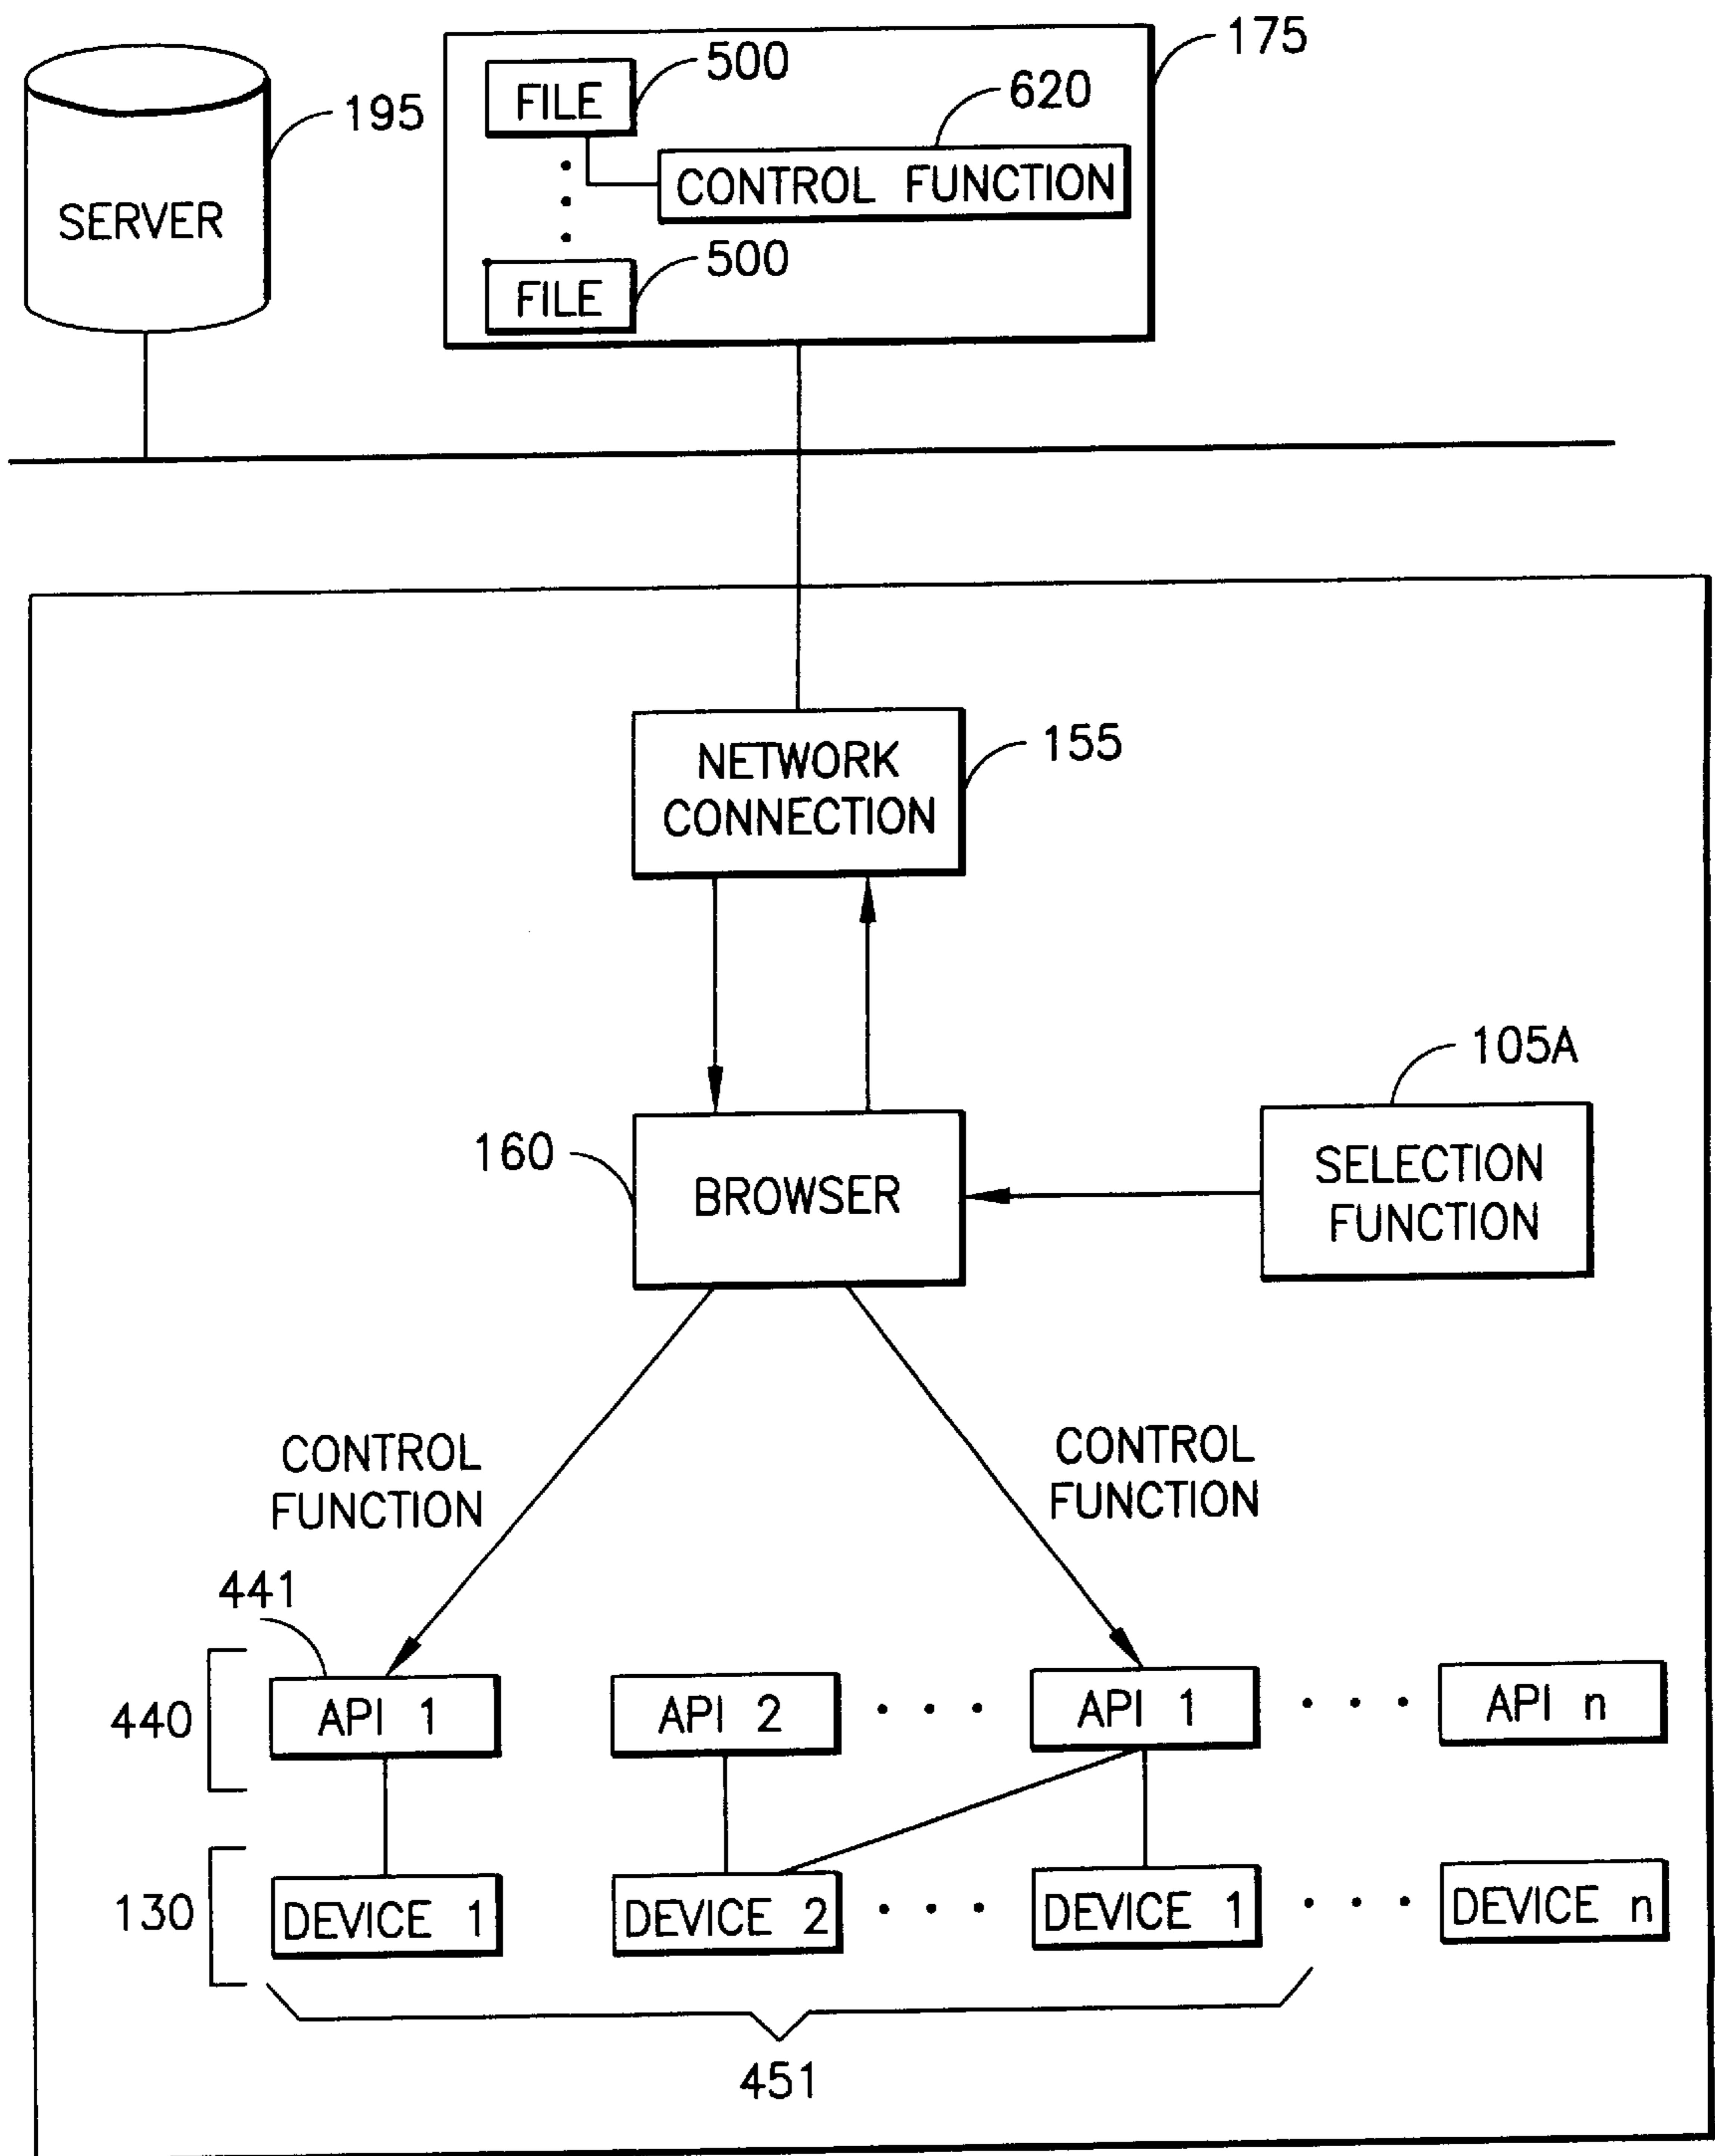 175
500
FILE
620
195
CONTROL FUNCTION
SERVER
500
FILE
NETWORK
CONNECTION
155
105A
160
BROWSER
SELECTION
FUNCTION
CONTROL
FUNCTION
CONTROL
FUNCTION
441
440
API 1
API 2
API 1
API n
130
DEVICE 1
DEVICE 2
DEVICE 1
DEVICE n
451